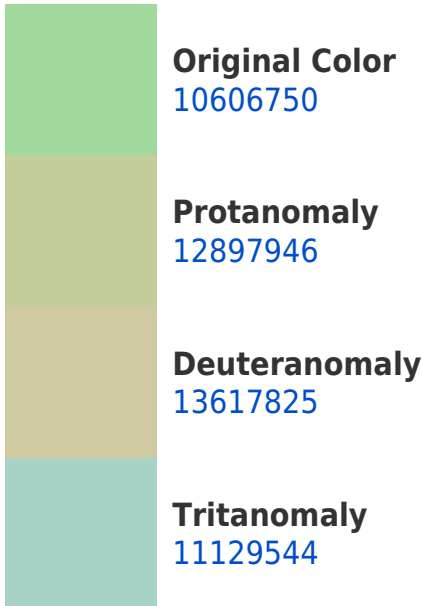 Original Color
10606750
Protanomaly
12897946
Deuteranomaly
13617825
Tritanomaly
11129544